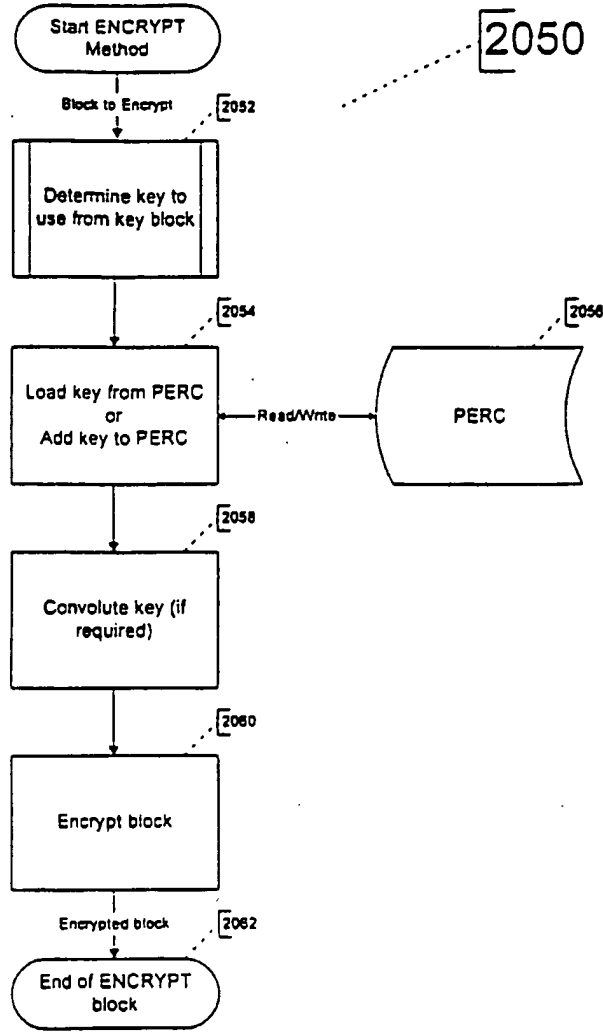 Start ENCRYPT
Method
2050
Block to Encrypt
2052
Determine key to
use from key block
2054
2056
Load key from PERC
or
Add key to PERC
Read/Write
PERC
2058
Convolute key (if
required)
2060
Encrypt block
Encrypted block
2062
End of ENCRYPT
block